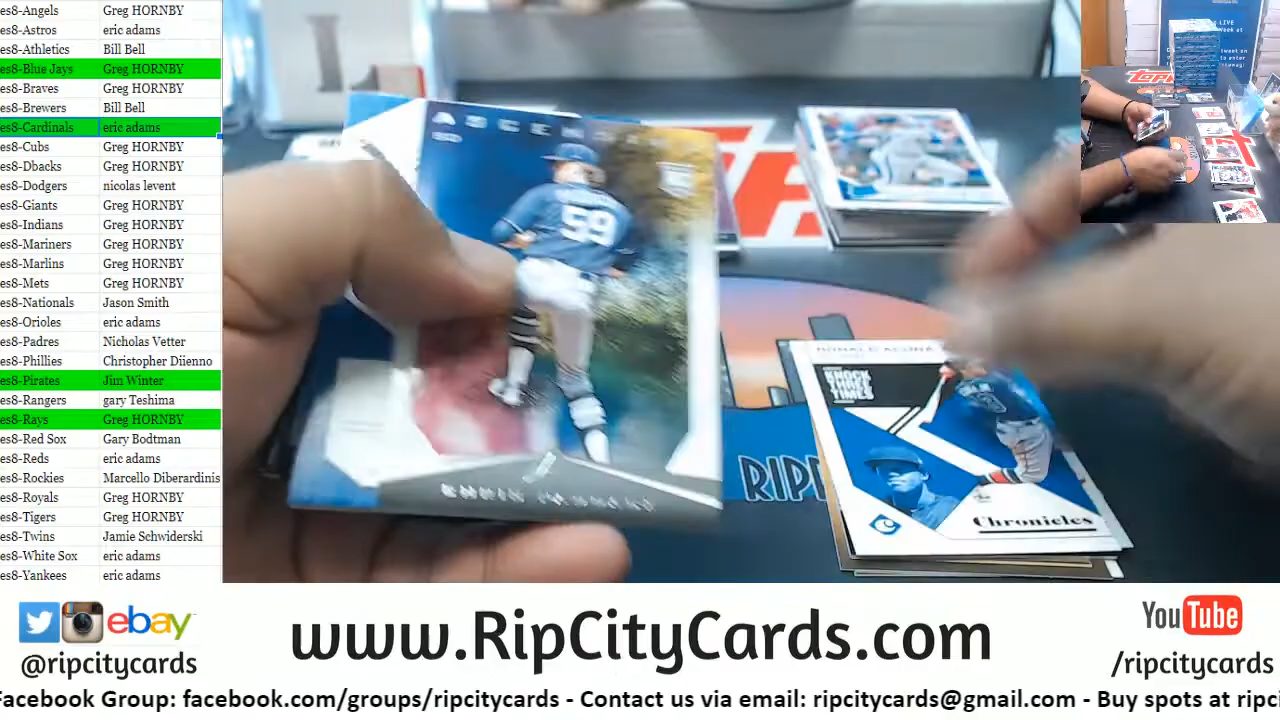 es8-Angels Greg HORNBY
es8-Astros eric adams
es8-Athletics Bill Bell
es8-Blue Jays Greg HORNBY
es8-Braves Greg HORNBY
es8-Brewers Bill Bell
es8-Cardinals eric adams
es8-Cubs Greg HORNBY
es8-Dbacks Greg HORNBY
es8-Dodgers nicolas levent
es8-Giants Greg HORNBY
es8-Indians Greg HORNBY
es8-Mariners Greg HORNBY
es8-Marlins Greg HORNBY
es8-Mets Greg HORNBY
es8-Nationals Jason Smith
es8-Orioles eric adams
es8-Padres Nicholas Vetter
es8-Phillies Christopher Diienno
es8-Pirates Jim Winter
es8-Rangers gary Teshima
es8-Rays Greg HORNBY
es8-Red Sox Gary Bodtman
es8-Reds eric adams
es8-Rockies Marcello Diberardinis
es8-Royals Greg HORNBY
es8-Tigers Greg HORNBY
es8-Twins Jamie Schwiderski
es8-White Sox eric adams
es8-Yankees eric adams
59
KNOCK
THREE
TIMES
Chronicles
RIP
LIVE
ebay
@ripcitycards
www.RipCityCards.com
YouTube
/ripcitycards
Facebook Group: facebook.com/groups/ripcitycards - Contact us via email: ripcitycards@gmail.com - Buy spots at ripci